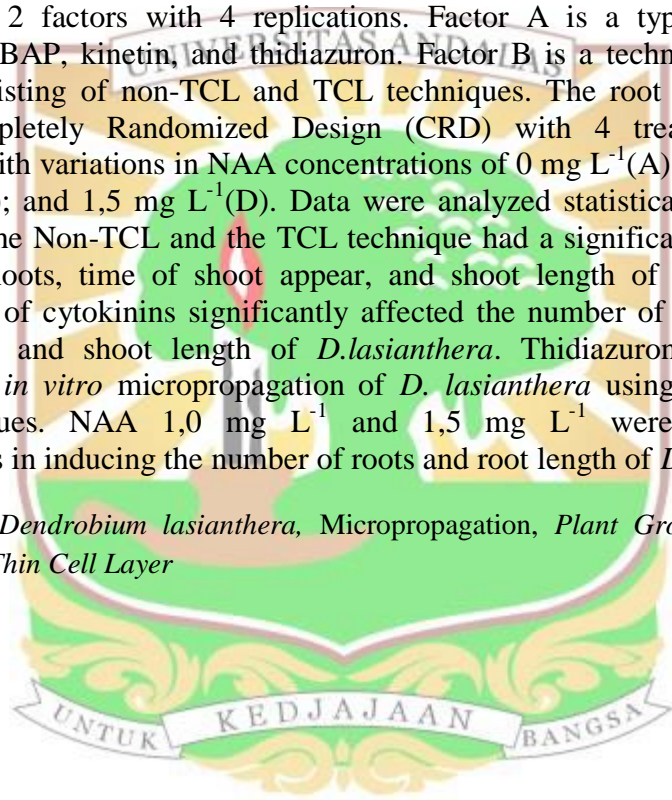 2 factors with 4 replications. Factor A is a typ
BAP, kinetin, and thidiazuron. Factor B is a techn
UNIVERSITAS ANDALAS
isting of non-TCL and TCL techniques. The root
pletely Randomized Design (CRD) with 4 trea
ith variations in NAA concentrations of 0 mg L⁻¹(A)
; and 1,5 mg L⁻¹(D). Data were analyzed statistica
he Non-TCL and the TCL technique had a significa
oots, time of shoot appear, and shoot length of
of cytokinins significantly affected the number of
and shoot length of D.lasianthera. Thidiazuron
in vitro micropropagation of D. lasianthera using
ues. NAA 1,0 mg L⁻¹ and 1,5 mg L⁻¹ were
s in inducing the number of roots and root length of
Dendrobium lasianthera, Micropropagation, Plant Gro
Thin Cell Layer
UNTUK KEDJAJAAN BANGSA